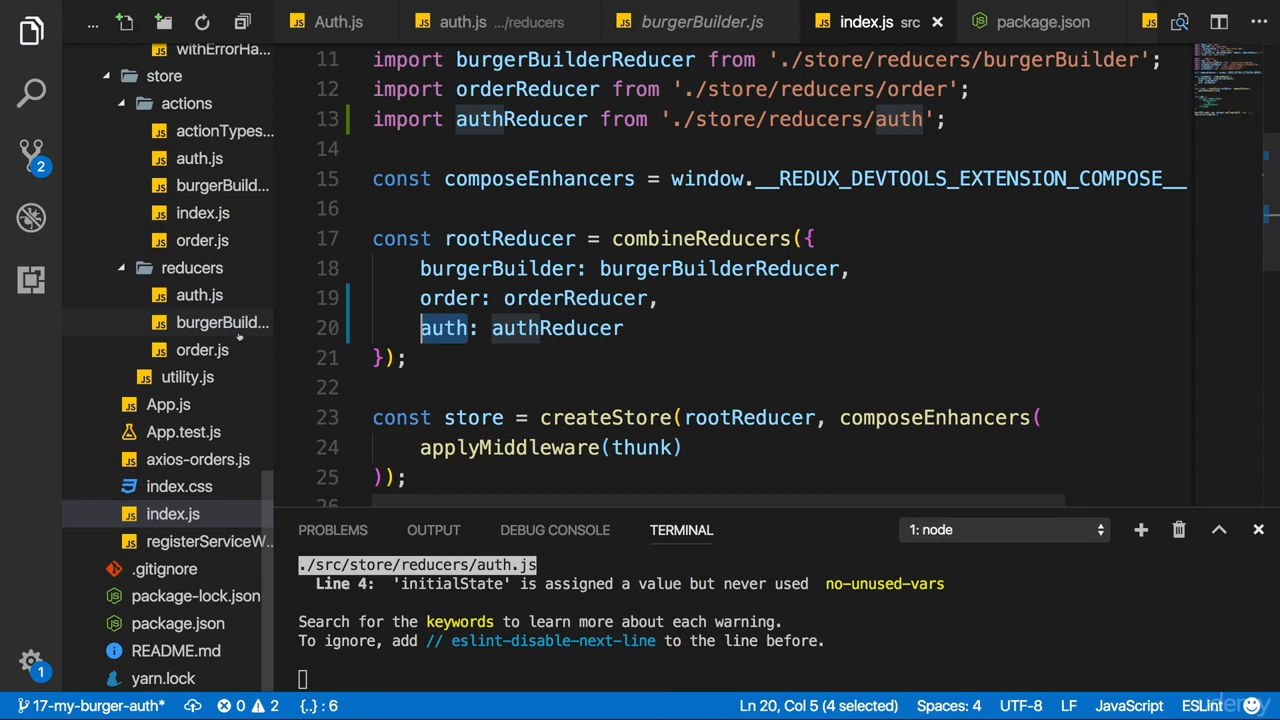 ...
Auth.js
auth.js .../reducers
burgerBuilder.js
index.js src
package.json
withErrorHa...
store
actions
actionTypes...
auth.js
burgerBuild...
index.js
order.js
reducers
auth.js
burgerBuild...
order.js
utility.js
App.js
App.test.js
axios-orders.js
index.css
index.js
registerServiceW...
.gitignore
package-lock.json
package.json
README.md
yarn.lock
2
1
11 import burgerBuilderReducer from './store/reducers/burgerBuilder';
12 import orderReducer from './store/reducers/order';
13 import authReducer from './store/reducers/auth';
14
15 const composeEnhancers = window.__REDUX_DEVTOOLS_EXTENSION_COMPOSE__
16
17 const rootReducer = combineReducers({
18 burgerBuilder: burgerBuilderReducer,
19 order: orderReducer,
20 auth: authReducer
21 });
22
23 const store = createStore(rootReducer, composeEnhancers(
24 applyMiddleware(thunk)
25 ));
26
PROBLEMS OUTPUT DEBUG CONSOLE TERMINAL 1: node
./src/store/reducers/auth.js
Line 4: 'initialState' is assigned a value but never used no-unused-vars
Search for the keywords to learn more about each warning.
To ignore, add // eslint-disable-next-line to the line before.
17-my-burger-auth* 0 2 {..} : 6 Ln 20, Col 5 (4 selected) Spaces: 4 UTF-8 LF JavaScript ESLint
udemy